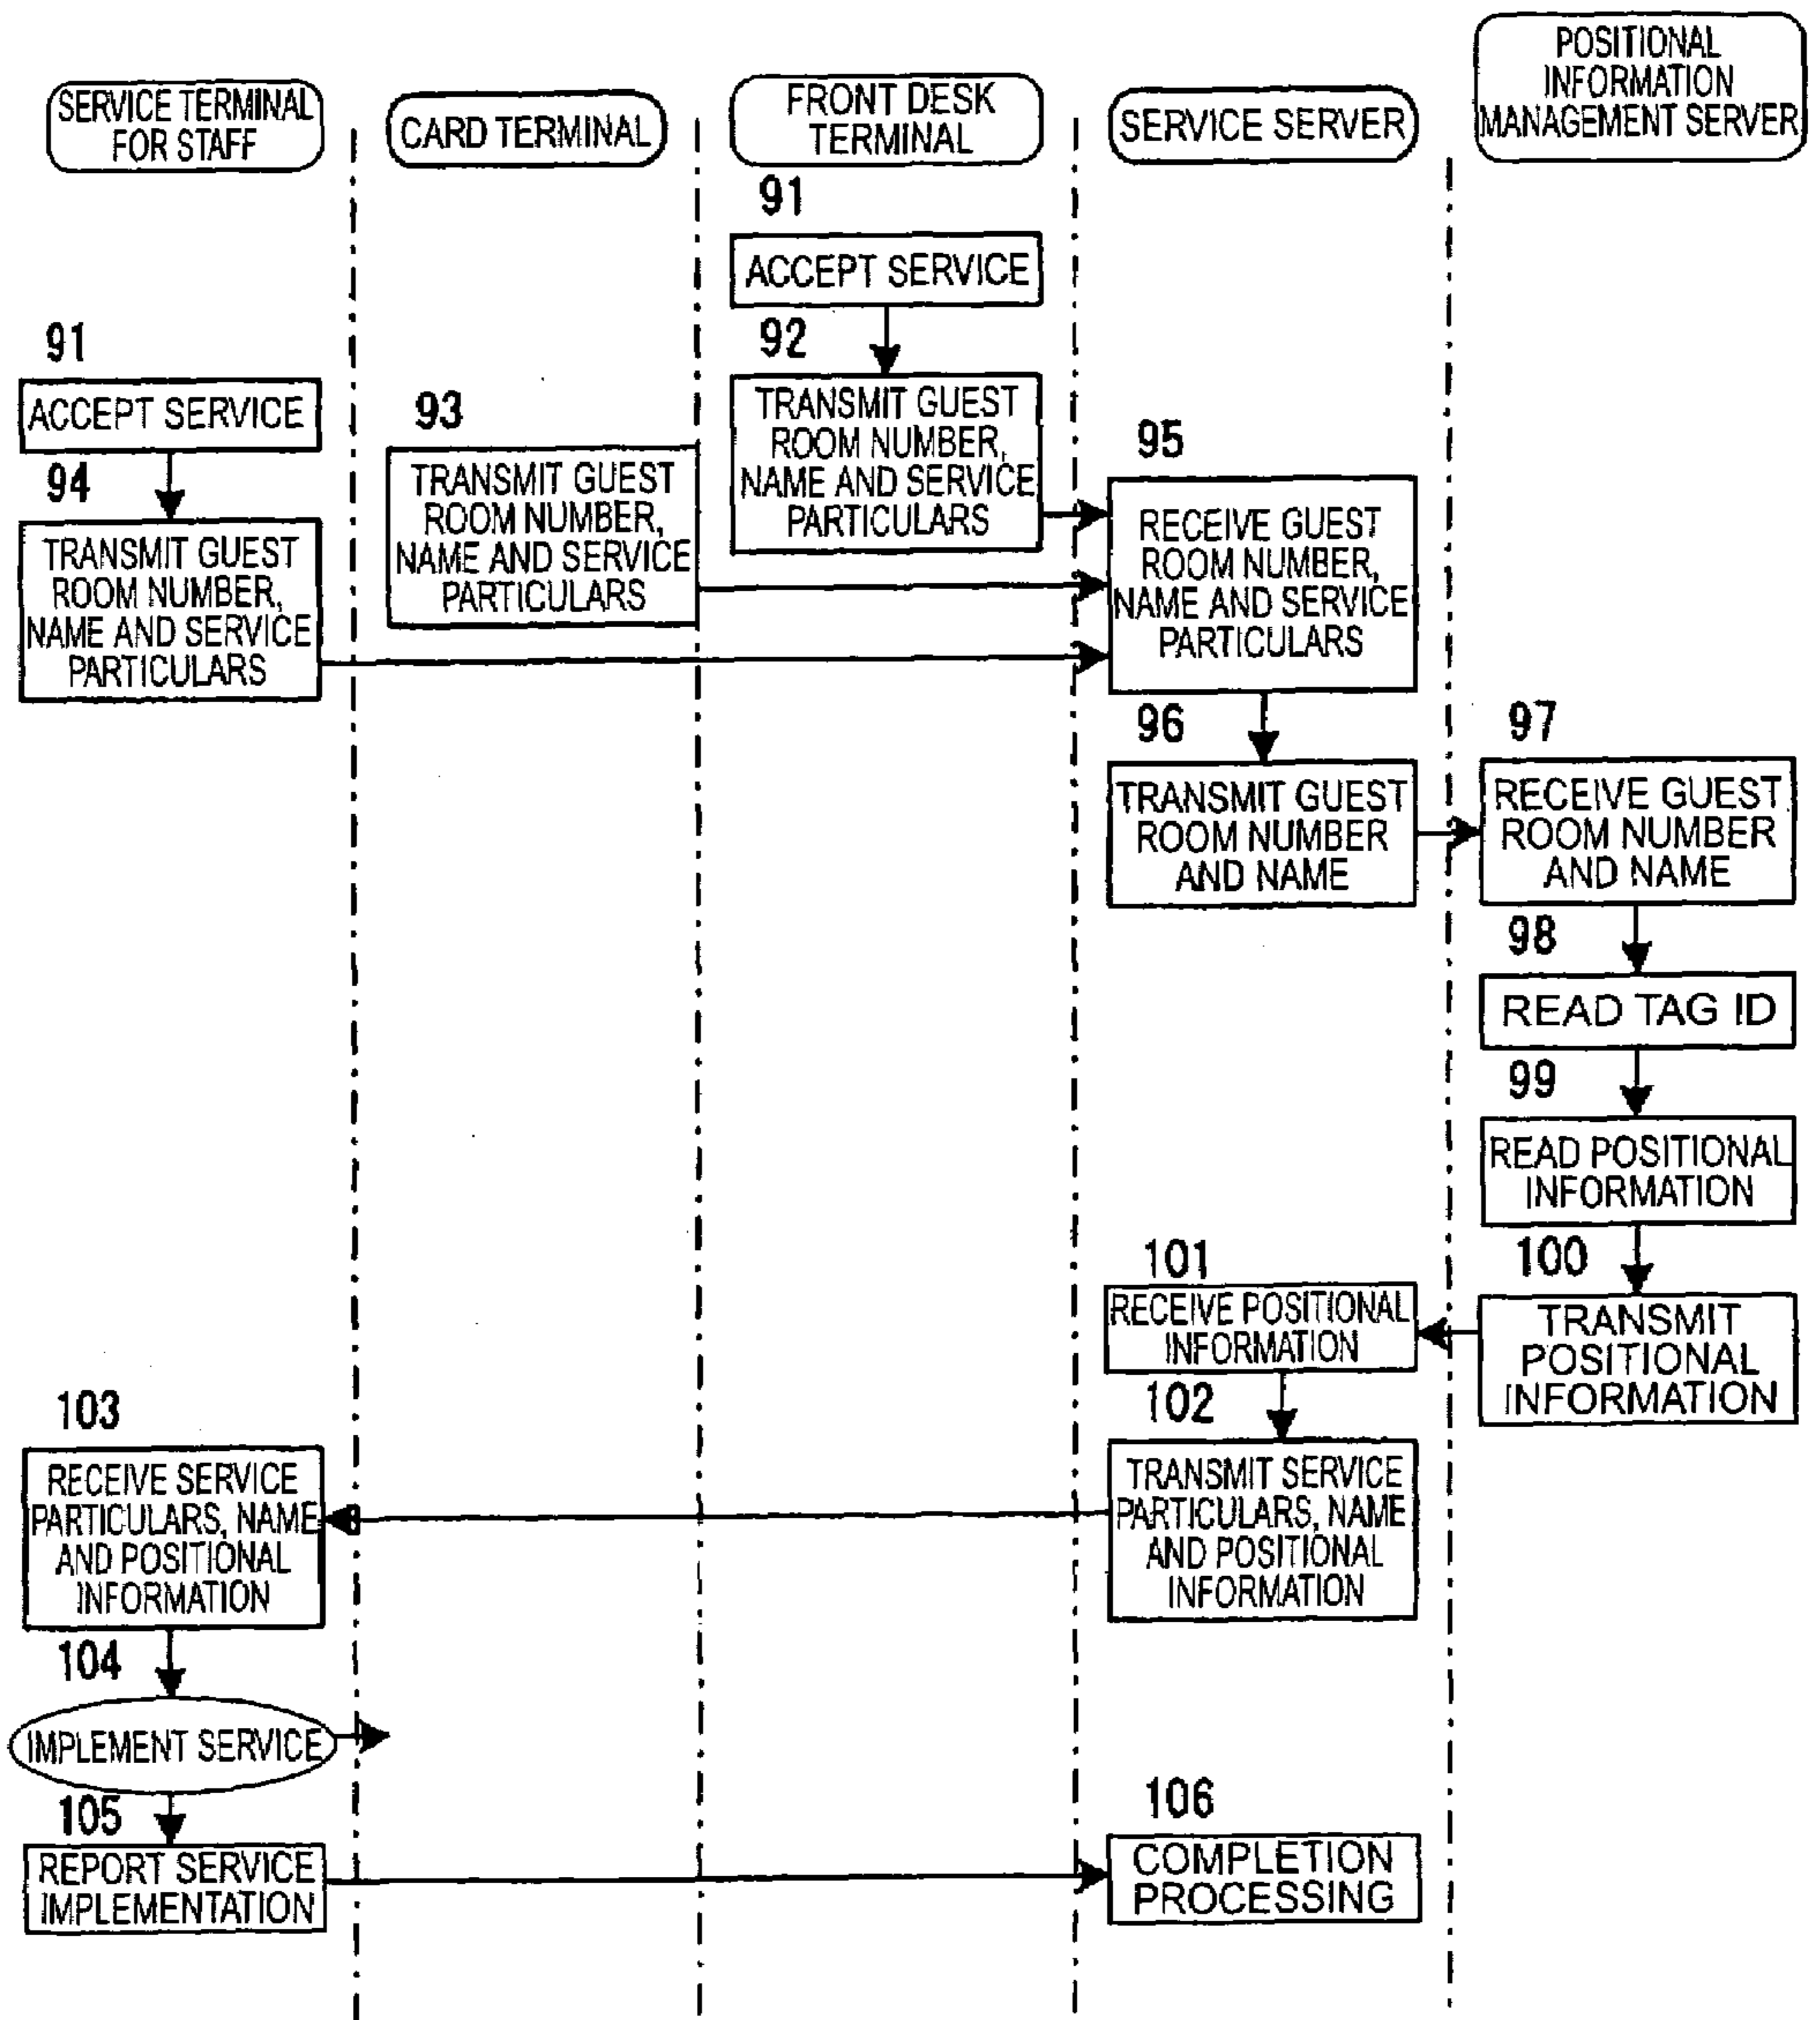 SERVICE TERMINAL
FOR STAFF
CARD TERMINAL
FRONT DESK
TERMINAL
SERVICE SERVER
POSITIONAL
INFORMATION
MANAGEMENT SERVER
91
ACCEPT SERVICE
92
TRANSMIT GUEST
ROOM NUMBER,
NAME AND SERVICE
PARTICULARS
91
ACCEPT SERVICE
94
TRANSMIT GUEST
ROOM NUMBER,
NAME AND SERVICE
PARTICULARS
93
TRANSMIT GUEST
ROOM NUMBER,
NAME AND SERVICE
PARTICULARS
95
RECEIVE GUEST
ROOM NUMBER,
NAME AND SERVICE
PARTICULARS
96
TRANSMIT GUEST
ROOM NUMBER
AND NAME
97
RECEIVE GUEST
ROOM NUMBER
AND NAME
98
READ TAG ID
99
READ POSITIONAL
INFORMATION
100
TRANSMIT
POSITIONAL
INFORMATION
101
RECEIVE POSITIONAL
INFORMATION
102
TRANSMIT SERVICE
PARTICULARS, NAME
AND POSITIONAL
INFORMATION
103
RECEIVE SERVICE
PARTICULARS, NAME
AND POSITIONAL
INFORMATION
104
IMPLEMENT SERVICE
105
REPORT SERVICE
IMPLEMENTATION
106
COMPLETION
PROCESSING